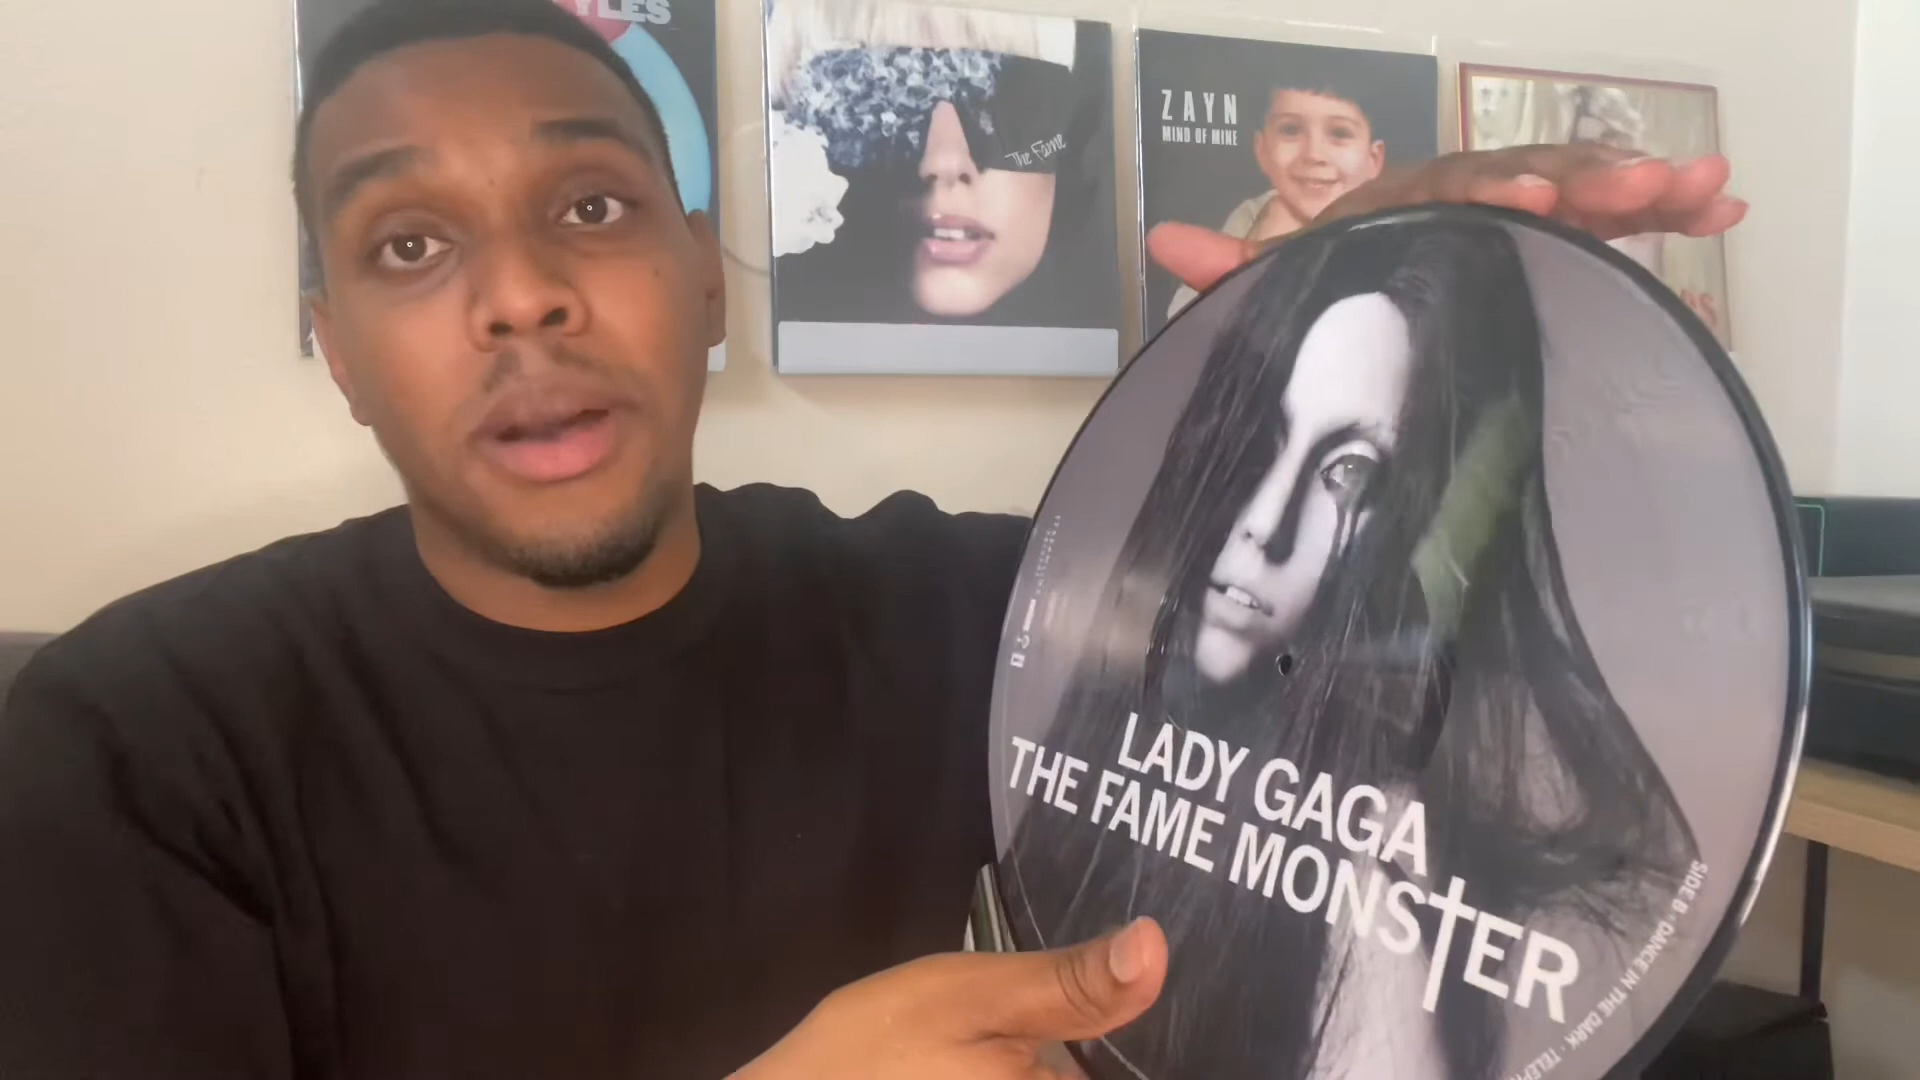 YLES
The Fame
ZAYN
MIND OF MINE
LADY GAGA
THE FAME MONSTER
SIDE B · DANCE IN THE DARK ·